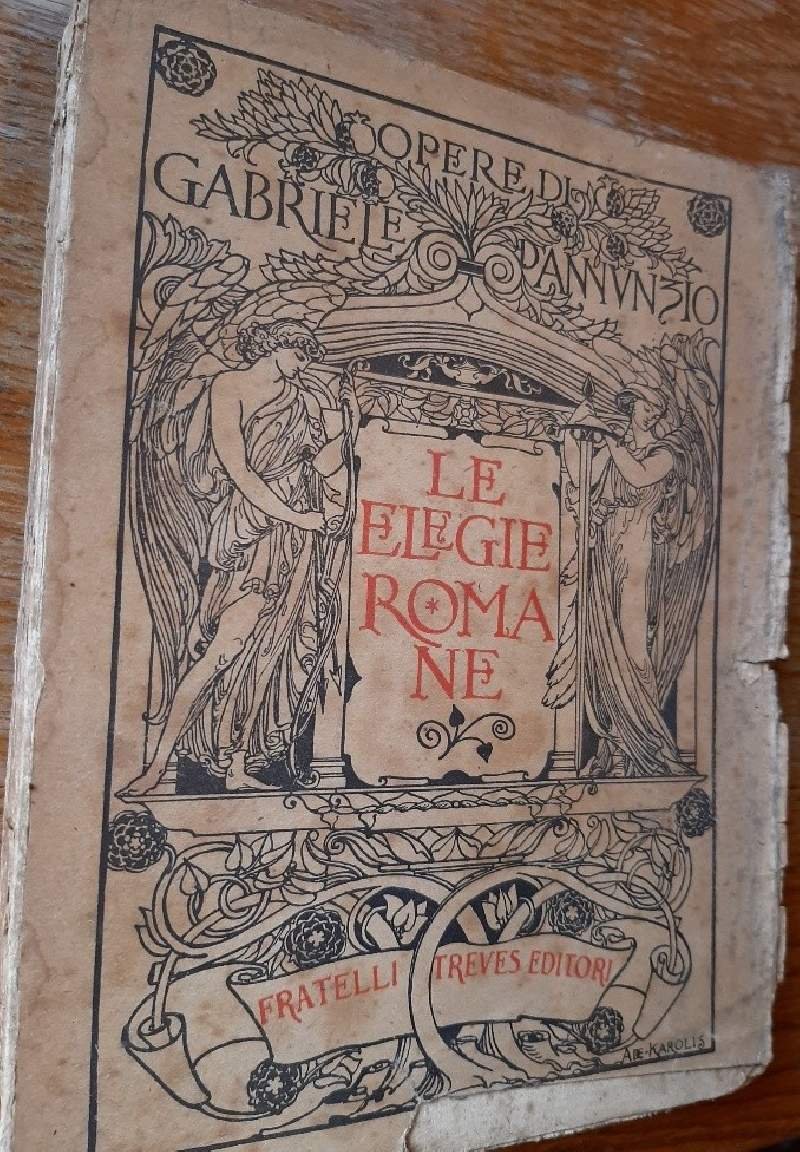 OPERE DI
GABRIELE D'ANNVNZIO
LE
ELEGIE
ROMA
NE
FRATELLI TREVES EDITORI
A·DE·KAROLIS